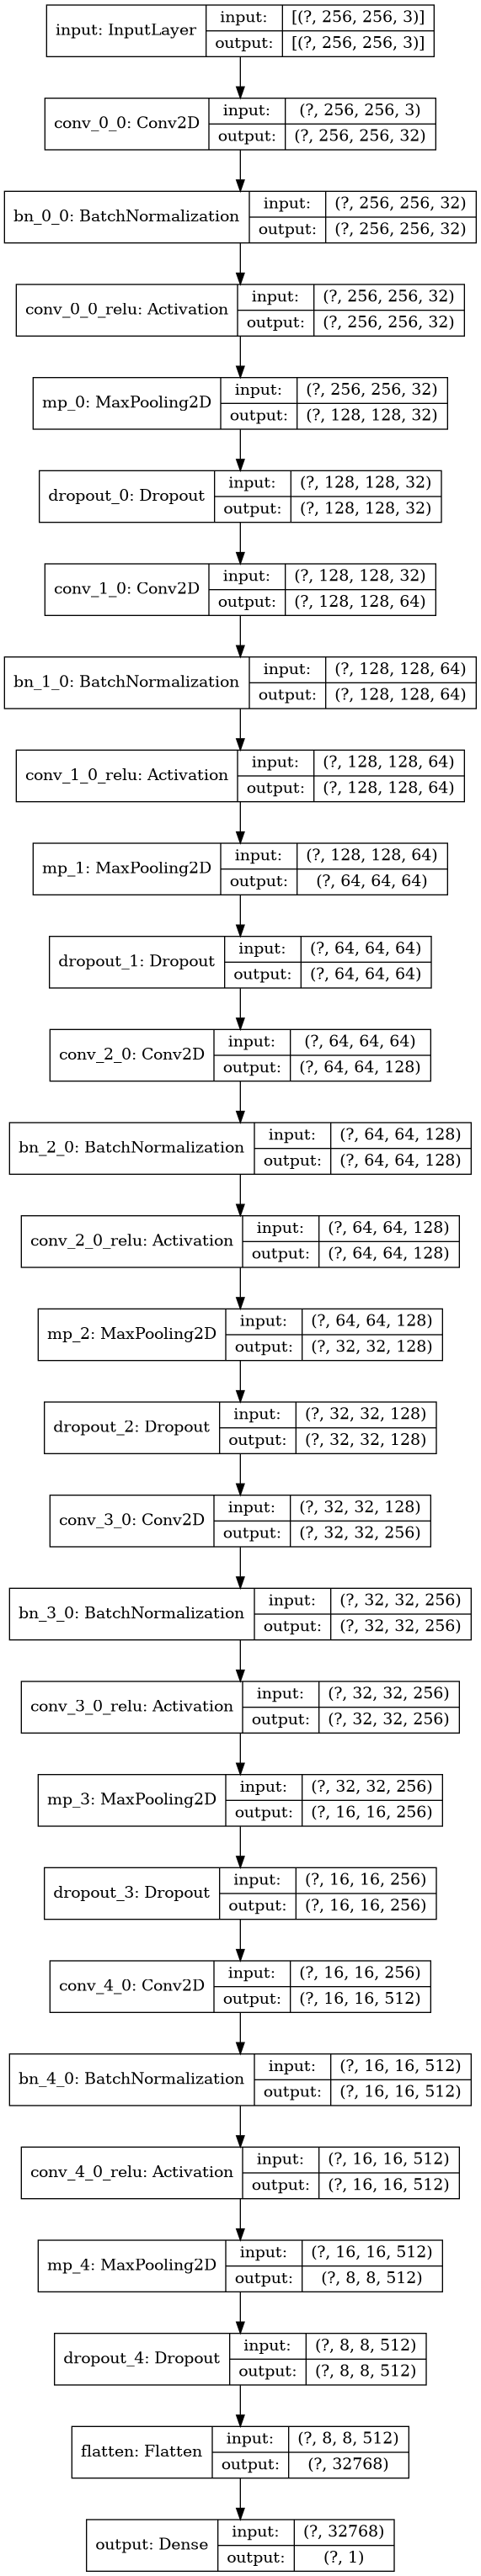 input: InputLayer
input: [(?, 256, 256, 3)]
output: [(?, 256, 256, 3)]
conv_0_0: Conv2D
input: (?, 256, 256, 3)
output: (?, 256, 256, 32)
bn_0_0: BatchNormalization
input: (?, 256, 256, 32)
output: (?, 256, 256, 32)
conv_0_0_relu: Activation
input: (?, 256, 256, 32)
output: (?, 256, 256, 32)
mp_0: MaxPooling2D
input: (?, 256, 256, 32)
output: (?, 128, 128, 32)
dropout_0: Dropout
input: (?, 128, 128, 32)
output: (?, 128, 128, 32)
conv_1_0: Conv2D
input: (?, 128, 128, 32)
output: (?, 128, 128, 64)
bn_1_0: BatchNormalization
input: (?, 128, 128, 64)
output: (?, 128, 128, 64)
conv_1_0_relu: Activation
input: (?, 128, 128, 64)
output: (?, 128, 128, 64)
mp_1: MaxPooling2D
input: (?, 128, 128, 64)
output: (?, 64, 64, 64)
dropout_1: Dropout
input: (?, 64, 64, 64)
output: (?, 64, 64, 64)
conv_2_0: Conv2D
input: (?, 64, 64, 64)
output: (?, 64, 64, 128)
bn_2_0: BatchNormalization
input: (?, 64, 64, 128)
output: (?, 64, 64, 128)
conv_2_0_relu: Activation
input: (?, 64, 64, 128)
output: (?, 64, 64, 128)
mp_2: MaxPooling2D
input: (?, 64, 64, 128)
output: (?, 32, 32, 128)
dropout_2: Dropout
input: (?, 32, 32, 128)
output: (?, 32, 32, 128)
conv_3_0: Conv2D
input: (?, 32, 32, 128)
output: (?, 32, 32, 256)
bn_3_0: BatchNormalization
input: (?, 32, 32, 256)
output: (?, 32, 32, 256)
conv_3_0_relu: Activation
input: (?, 32, 32, 256)
output: (?, 32, 32, 256)
mp_3: MaxPooling2D
input: (?, 32, 32, 256)
output: (?, 16, 16, 256)
dropout_3: Dropout
input: (?, 16, 16, 256)
output: (?, 16, 16, 256)
conv_4_0: Conv2D
input: (?, 16, 16, 256)
output: (?, 16, 16, 512)
bn_4_0: BatchNormalization
input: (?, 16, 16, 512)
output: (?, 16, 16, 512)
conv_4_0_relu: Activation
input: (?, 16, 16, 512)
output: (?, 16, 16, 512)
mp_4: MaxPooling2D
input: (?, 16, 16, 512)
output: (?, 8, 8, 512)
dropout_4: Dropout
input: (?, 8, 8, 512)
output: (?, 8, 8, 512)
flatten: Flatten
input: (?, 8, 8, 512)
output: (?, 32768)
output: Dense
input: (?, 32768)
output: (?, 1)